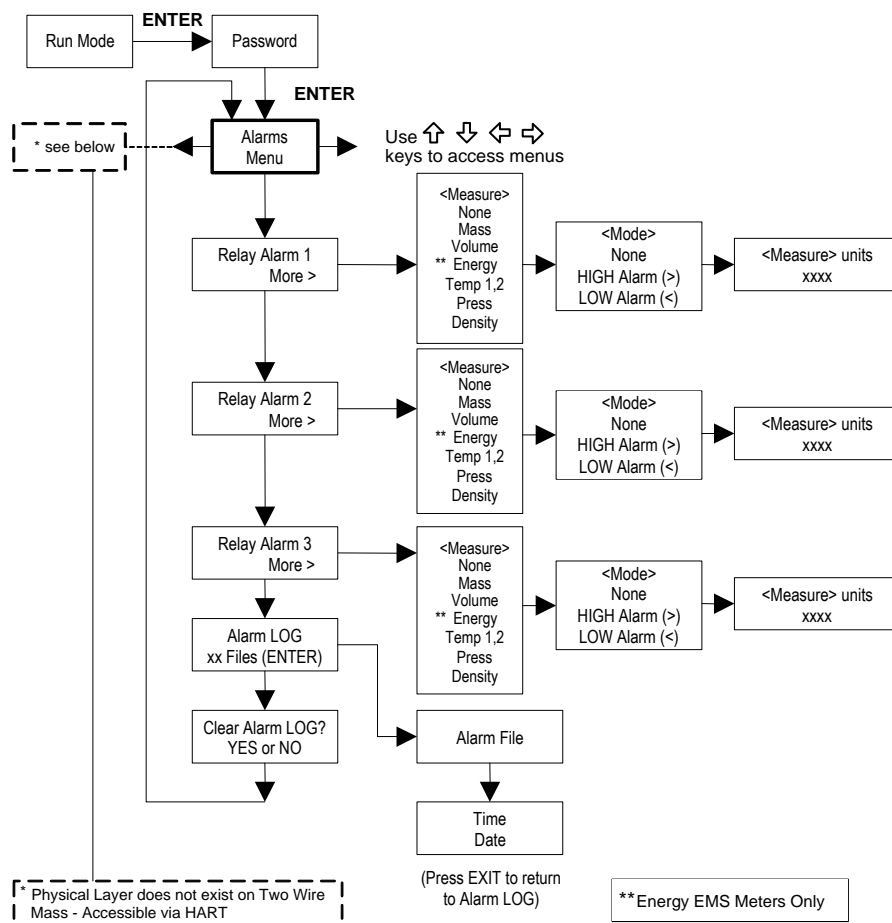 ENTER
Run Mode
Password
ENTER
* see below
Alarms
Menu
Use
keys to access menus
Relay Alarm 1
More >
<Measure>
None
Mass
Volume
** Energy
Temp 1,2
Press
Density
<Mode>
None
HIGH Alarm (>)
LOW Alarm (<)
<Measure> units
xxxx
Relay Alarm 2
More >
<Measure>
None
Mass
Volume
** Energy
Temp 1,2
Press
Density
<Mode>
None
HIGH Alarm (>)
LOW Alarm (<)
<Measure> units
xxxx
Relay Alarm 3
More >
<Measure>
None
Mass
Volume
** Energy
Temp 1,2
Press
Density
<Mode>
None
HIGH Alarm (>)
LOW Alarm (<)
<Measure> units
xxxx
Alarm LOG
xx Files (ENTER)
Clear Alarm LOG?
YES or NO
Alarm File
Time
Date
(Press EXIT to return
to Alarm LOG)
* Physical Layer does not exist on Two Wire
Mass - Accessible via HART
**Energy EMS Meters Only